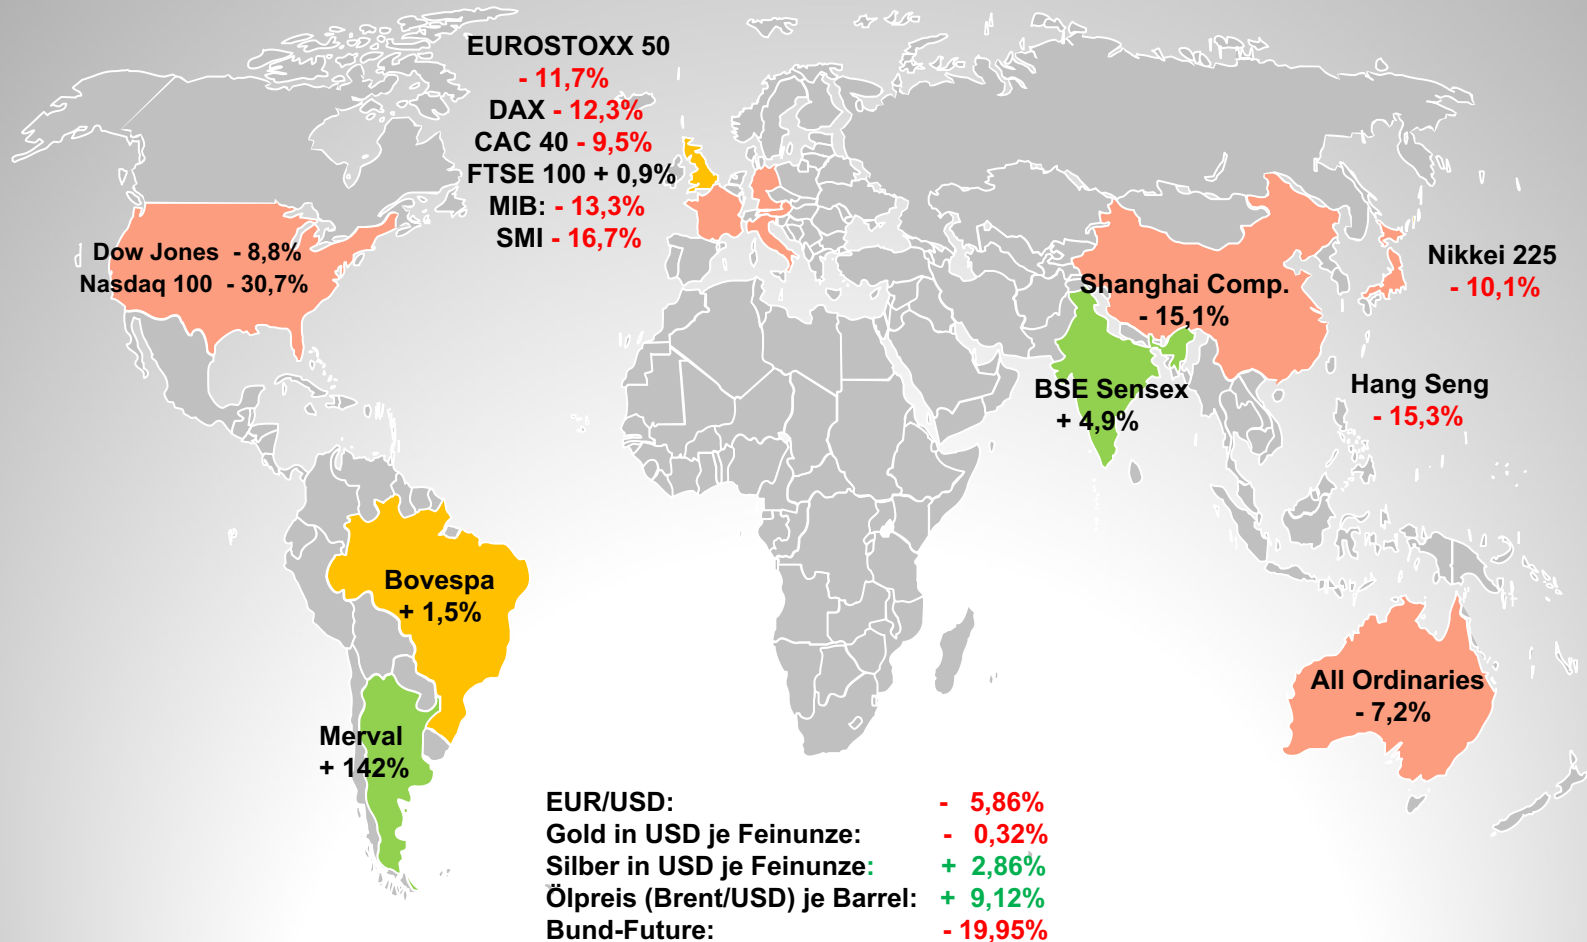 EUROSTOXX 50
- 11,7%
DAX - 12,3%
CAC 40 - 9,5%
FTSE 100 + 0,9%
MIB: - 13,3%
SMI - 16,7%
Dow Jones - 8,8%
Nasdaq 100 - 30,7%
Nikkei 225
- 10,1%
Shanghai Comp.
- 15,1%
BSE Sensex
+ 4,9%
Hang Seng
- 15,3%
Bovespa
+ 1,5%
All Ordinaries
- 7,2%
Merval
+ 142%
EUR/USD: - 5,86%
Gold in USD je Feinunze: - 0,32%
Silber in USD je Feinunze: + 2,86%
Ölpreis (Brent/USD) je Barrel: + 9,12%
Bund-Future: - 19,95%